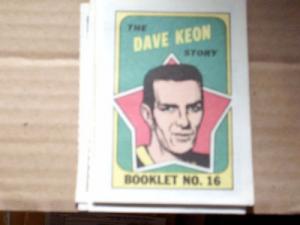 THE
DAVE KEON
STORY
BOOKLET NO. 16